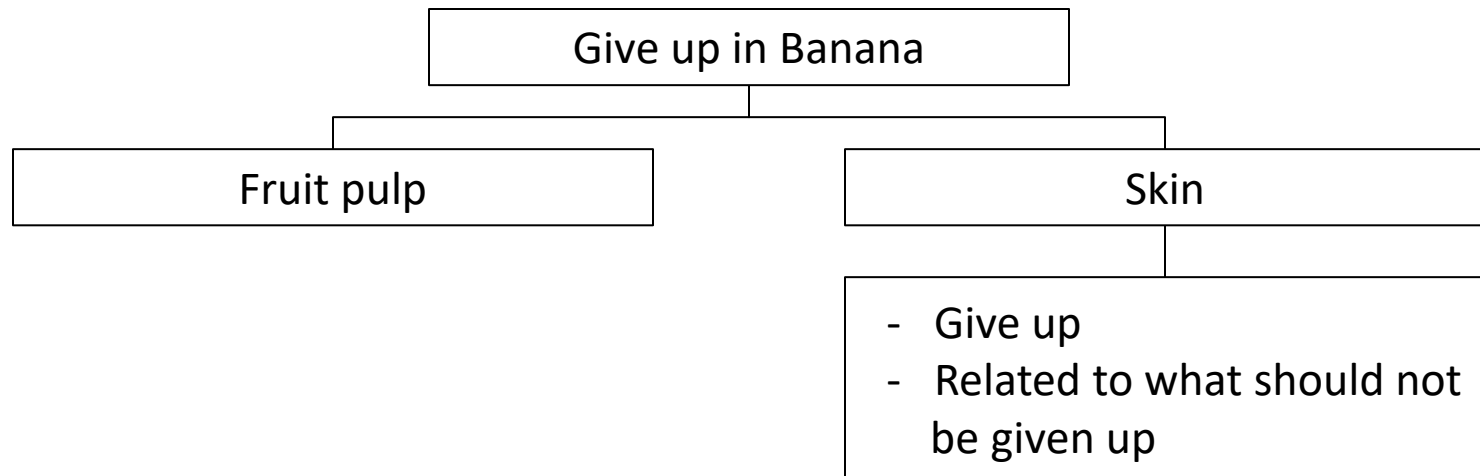 Give up in Banana
Fruit pulp
Skin
- Give up
- Related to what should not
be given up